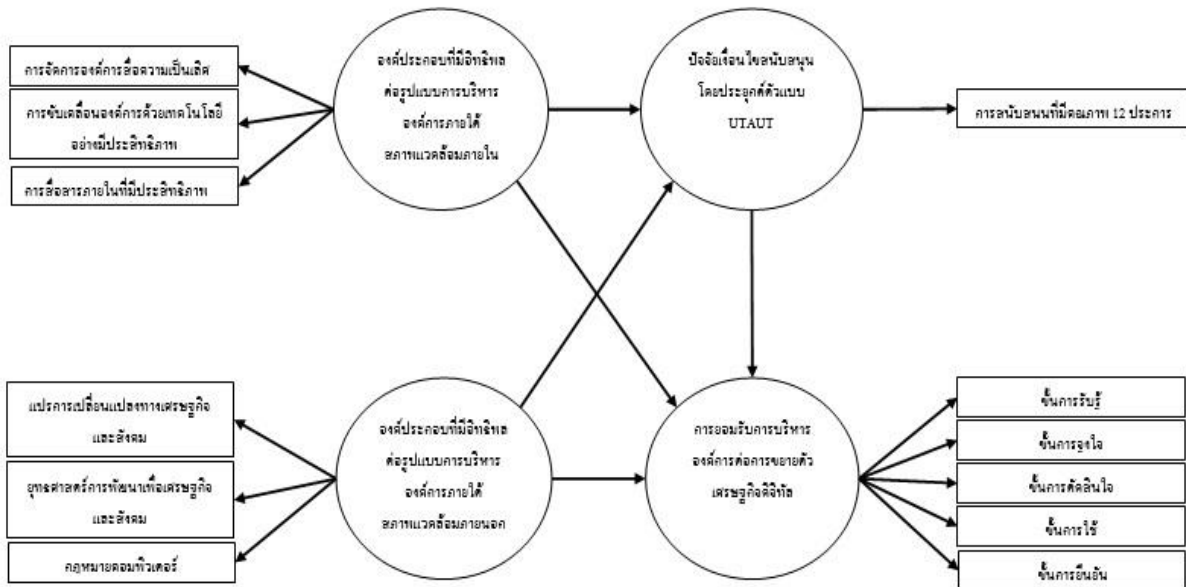 การจัดการองค์การสื่อความเป็นเลิศ
การขับเคลื่อนองค์การด้วยเทคโนโลยี
อย่างมีประสิทธิภาพ
การสื่อสารภายในที่มีประสิทธิภาพ
องค์ประกอบที่มีอิทธิพล
ต่อรูปแบบการบริหาร
องค์การภายใต้
สภาพแวดล้อมภายใน
ปัจจัยเงื่อนไขสนับสนุน
โดยประยุกต์ตัวแบบ
UTAUT
การสนับสนนที่มีคุณภาพ 12 ประการ
แปรการเปลี่ยนแปลงทางเศรษฐกิจ
และสังคม
ยุทธศาสตร์การพัฒนาเพื่อเศรษฐกิจ
และสังคม
กฎหมายคอมพิวเตอร์
องค์ประกอบที่มีอิทธิพล
ต่อรูปแบบการบริหาร
องค์การภายใต้
สภาพแวดล้อมภายนอก
การยอมรับการบริหาร
องค์การต่อการขยายตัว
เศรษฐกิจดิจิทัล
ขั้นการรับรู้
ขั้นการจูงใจ
ขั้นการตัดสินใจ
ขั้นการใช้
ขั้นการยืนยัน